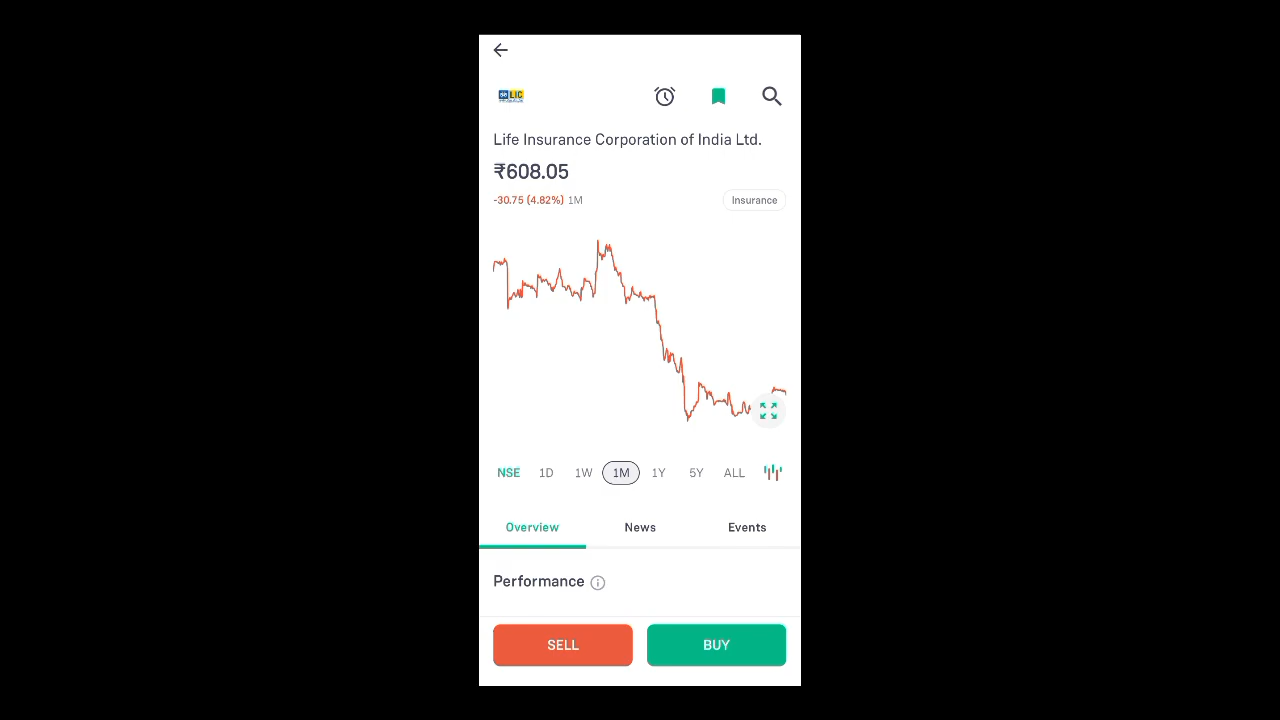 LIC
Life Insurance Corporation of India Ltd.
₹608.05
-30.75 (4.82%) 1M
Insurance
NSE 1D 1W 1M 1Y 5Y ALL
Overview News Events
Performance
SELL BUY